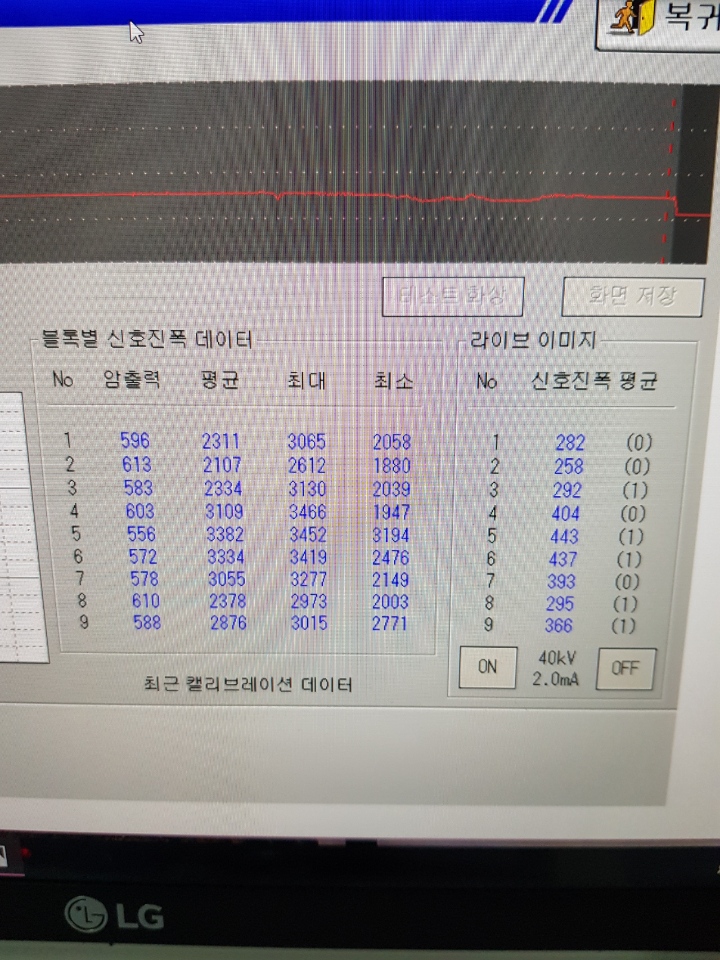 복귀
테스트 화상
화면 저장
블록별 신호진폭 데이터
No 암출력 평균 최대 최소
1 596 2311 3065 2058
2 613 2107 2612 1880
3 583 2334 3130 2039
4 603 3109 3466 1947
5 556 3382 3452 3194
6 572 3334 3419 2476
7 578 3055 3277 2149
8 610 2378 2973 2003
9 588 2876 3015 2771
최근 캘리브레이션 데이터
라이브 이미지
No 신호진폭 평균
1 282 (0)
2 258 (0)
3 292 (1)
4 404 (0)
5 443 (1)
6 437 (1)
7 393 (0)
8 295 (1)
9 366 (1)
ON
40kV
2.0mA
OFF
LG